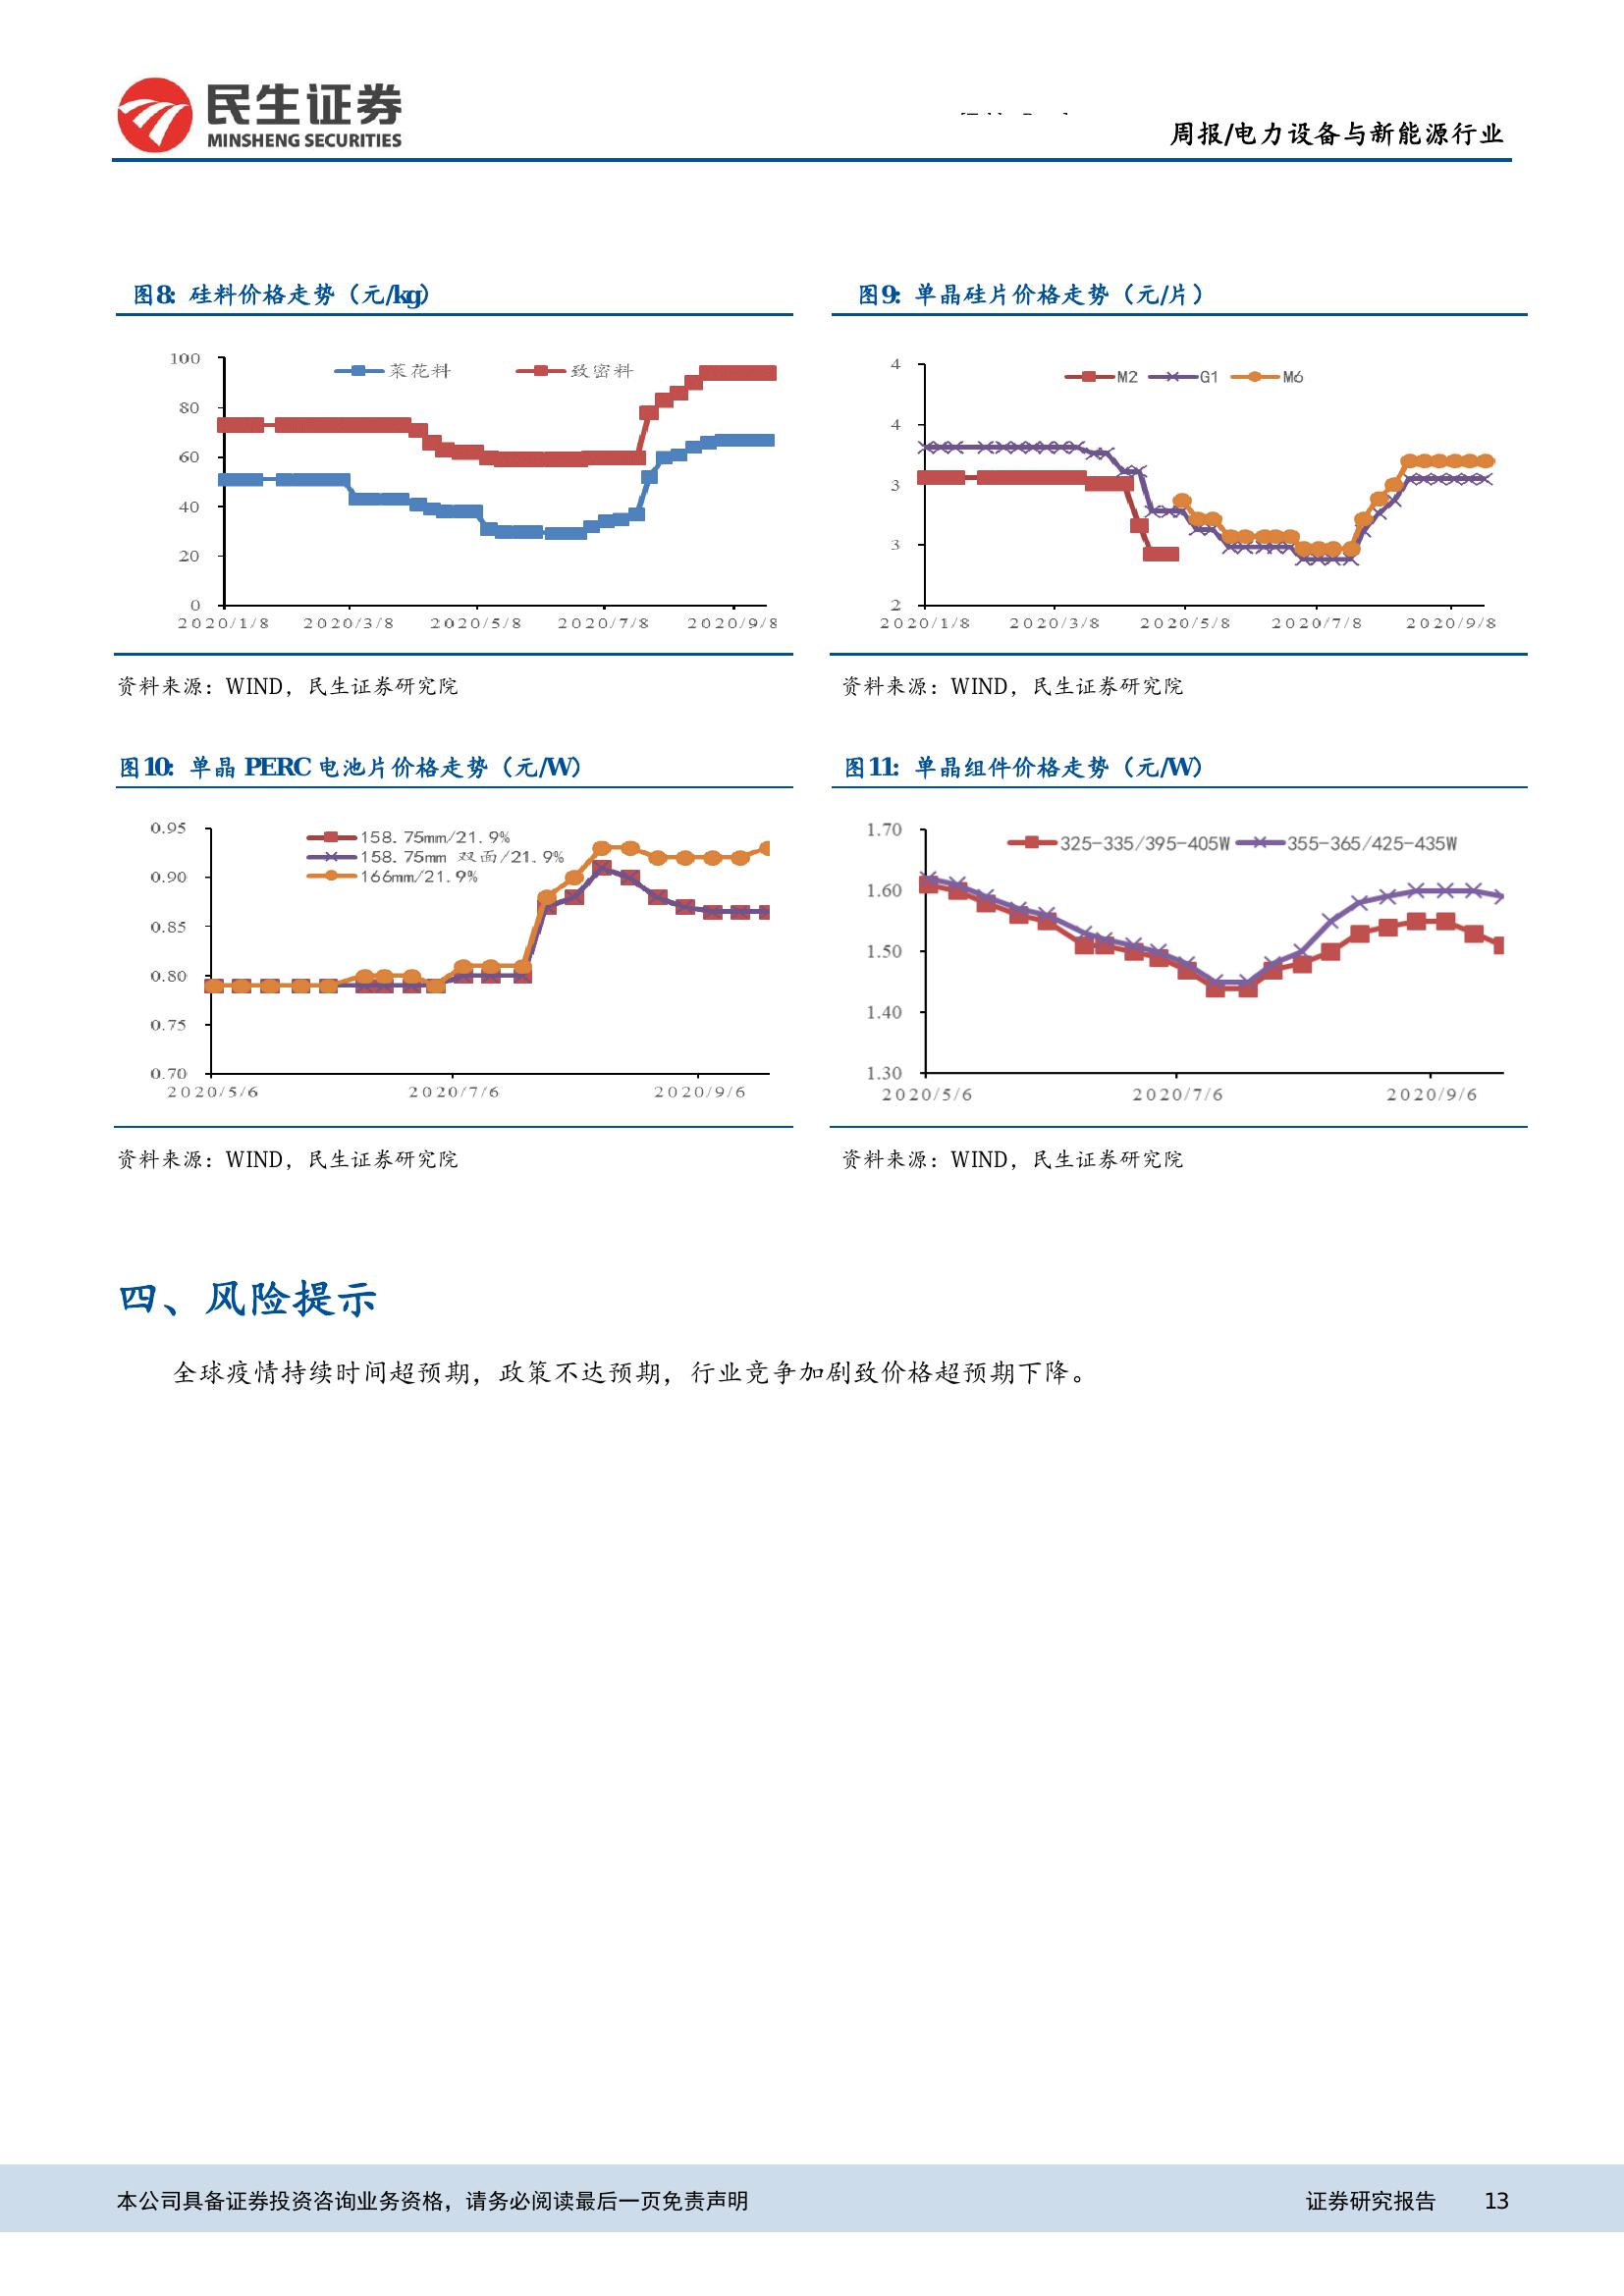 民生证券
MINSHENG SECURITIES
周报/电力设备与新能源行业
图8: 硅料价格走势（元/kg）
100
80
60
40
20
0
菜花料 致密料
2020/1/8 2020/3/8 2020/5/8 2020/7/8 2020/9/8
资料来源：WIND，民生证券研究院
图9: 单晶硅片价格走势（元/片）
4
4
3
3
2
M2 G1 M6
2020/1/8 2020/3/8 2020/5/8 2020/7/8 2020/9/8
资料来源：WIND，民生证券研究院
图10: 单晶 PERC 电池片价格走势（元/W）
0.95
0.90
0.85
0.80
0.75
0.70
158.75mm/21.9%
158.75mm 双面/21.9%
166mm/21.9%
2020/5/6 2020/7/6 2020/9/6
资料来源：WIND，民生证券研究院
图11: 单晶组件价格走势（元/W）
1.70
1.60
1.50
1.40
1.30
325-335/395-405W 355-365/425-435W
2020/5/6 2020/7/6 2020/9/6
资料来源：WIND，民生证券研究院
四、风险提示
全球疫情持续时间超预期，政策不达预期，行业竞争加剧致价格超预期下降。
本公司具备证券投资咨询业务资格，请务必阅读最后一页免责声明 证券研究报告 13